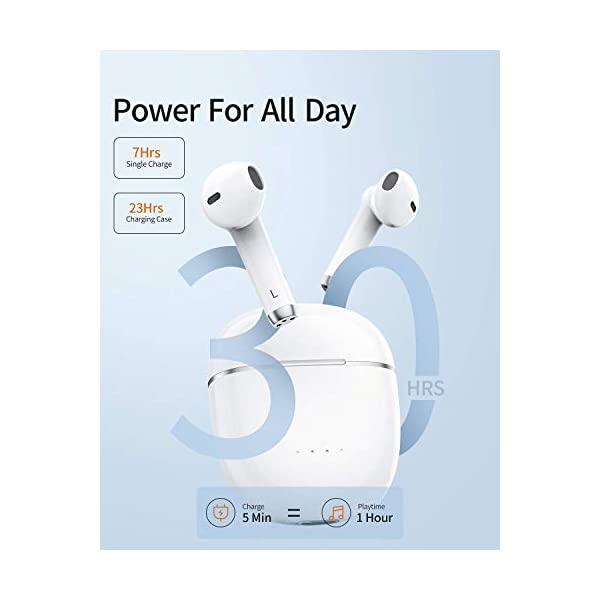 Power For All Day
7Hrs
Single Charge
23Hrs
Charging Case
L
30
HRS
Charge
5 Min
=
Playtime
1 Hour